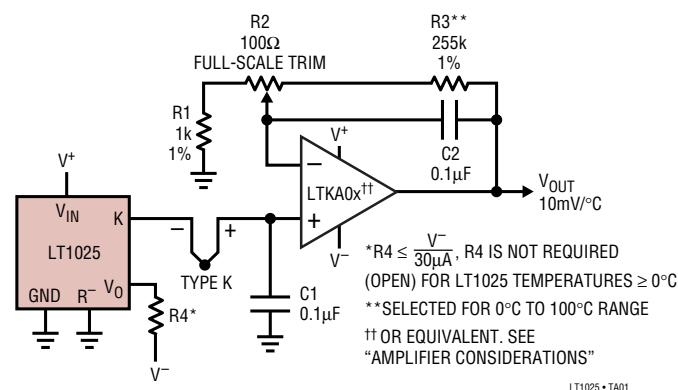 R2
100Ω
FULL-SCALE TRIM
R3**
255k
1%
R1
1k
1%
C2
0.1µF
V+
V+
VIN
K
LT1025
GND
R–
VO
R4*
V–
–
+
TYPE K
C1
0.1µF
–
+
LTKA0x††
V–
VOUT
10mV/°C
*R4 ≤ V–/30µA, R4 IS NOT REQUIRED
(OPEN) FOR LT1025 TEMPERATURES ≥ 0°C
**SELECTED FOR 0°C TO 100°C RANGE
†† OR EQUIVALENT. SEE
“AMPLIFIER CONSIDERATIONS”
LT1025 • TA01